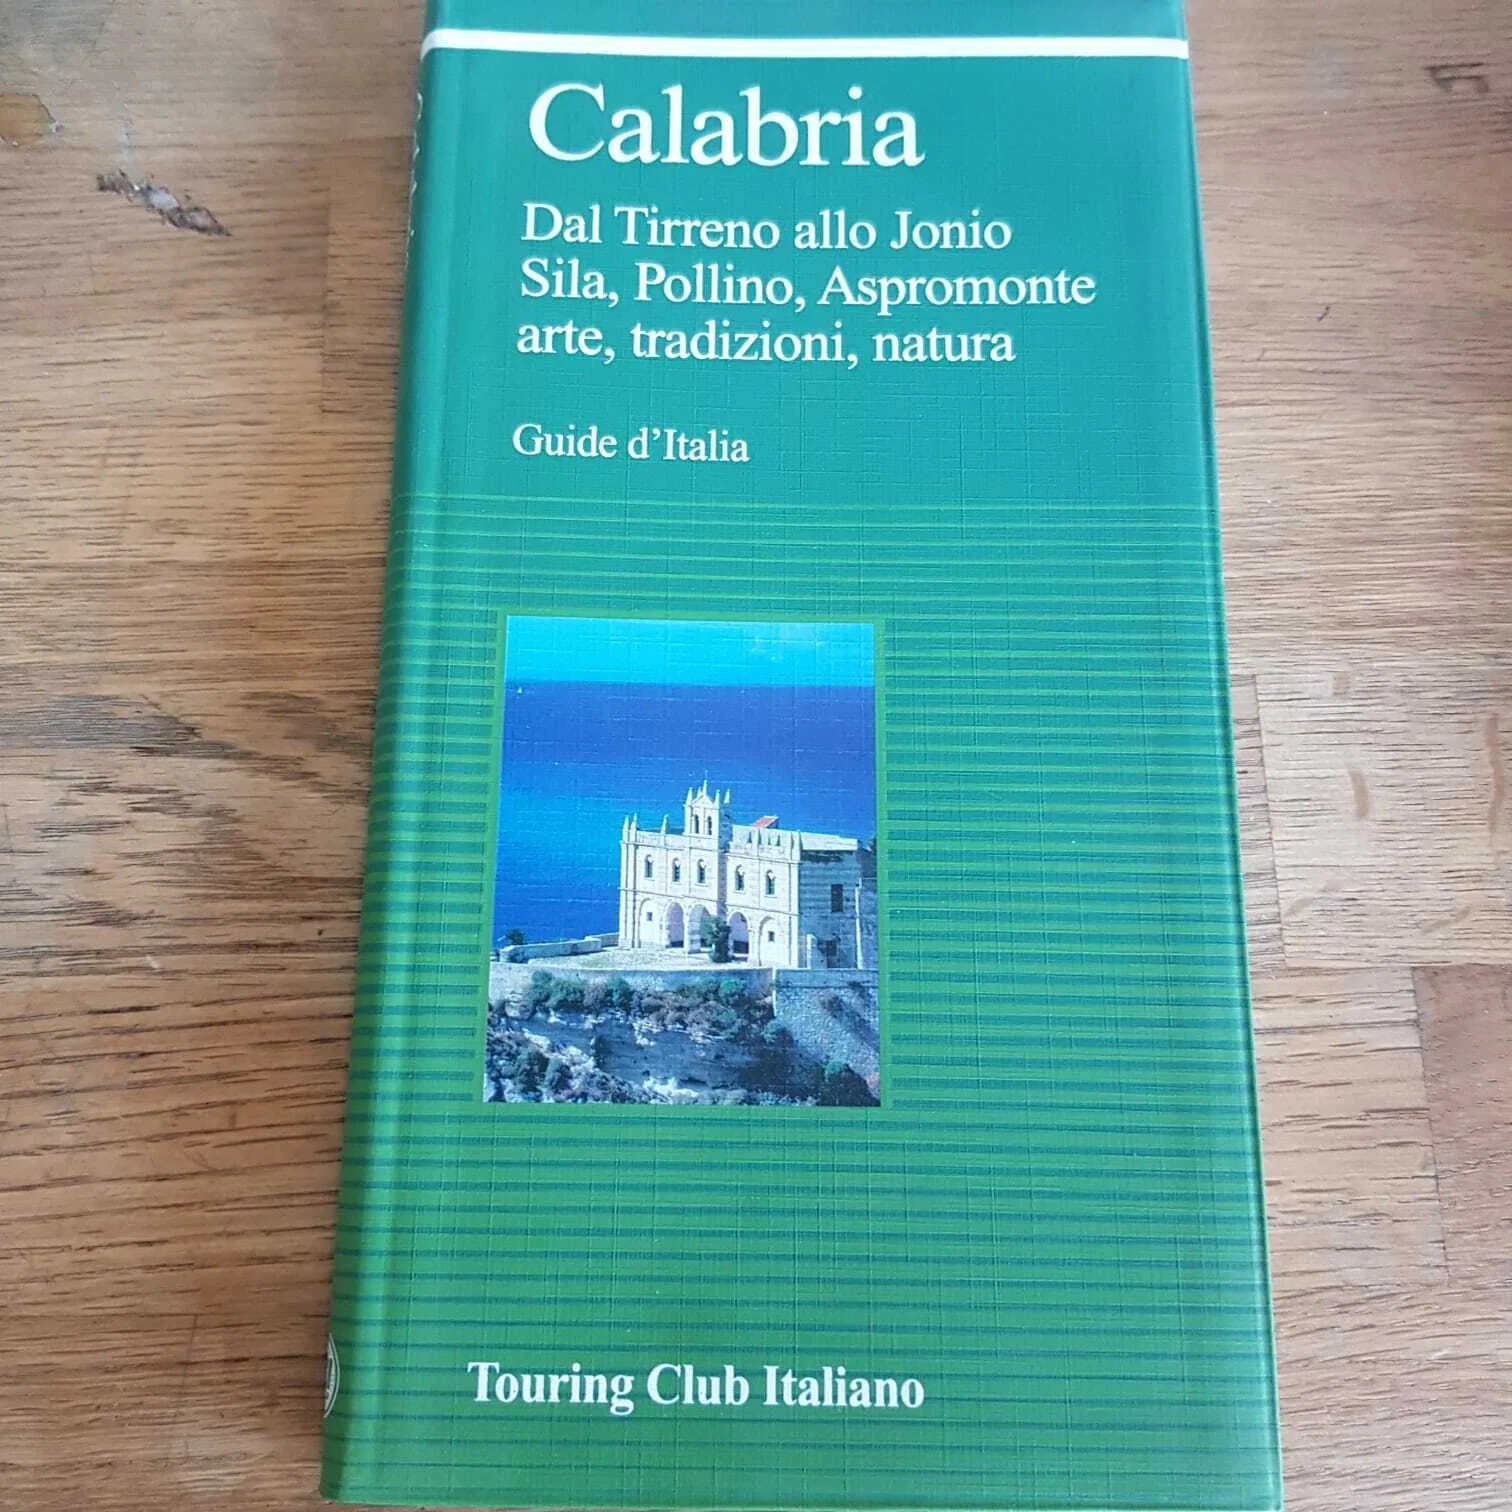 Calabria
Dal Tirreno allo Jonio
Sila, Pollino, Aspromonte
arte, tradizioni, natura
Guide d'Italia
Touring Club Italiano